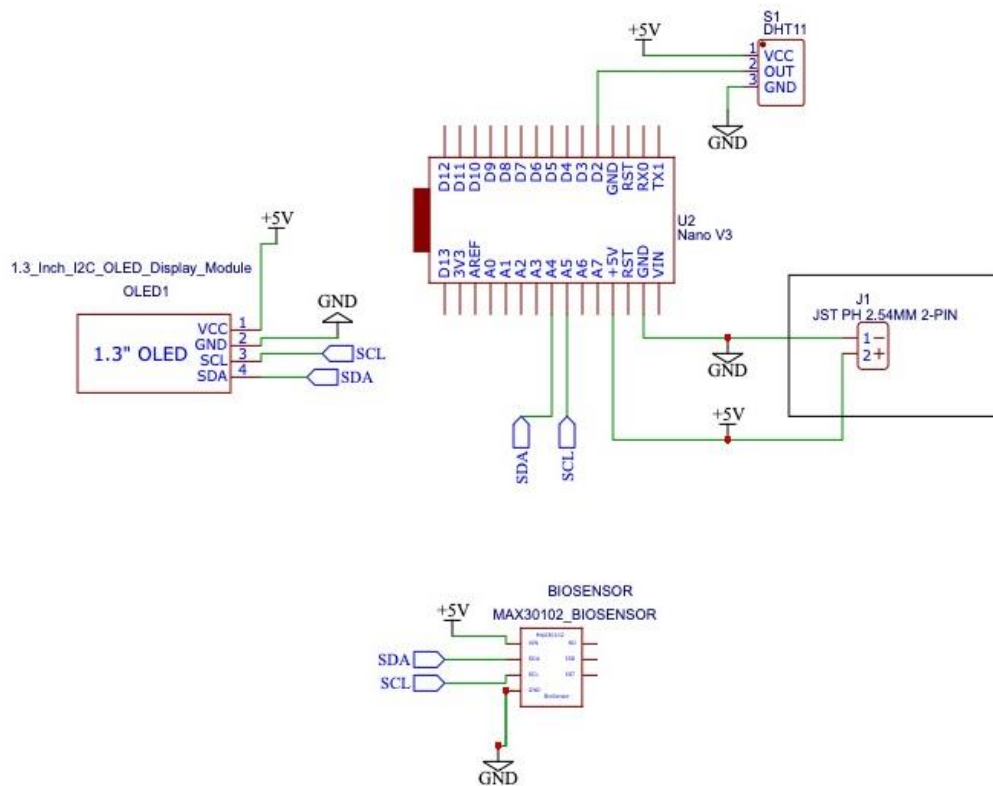 S1
DHT11
+5V
1 VCC
2 OUT
3 GND
GND
D12 D11 D10 D9 D8 D7 D6 D5 D4 D3 D2 GND RST RX0 TX1
U2
Nano V3
D13 3V3 AREF A0 A1 A2 A3 A4 A5 A6 A7 +5V RST GND VIN
+5V
1.3_Inch_I2C_OLED_Display_Module
OLED1
GND
1.3" OLED
VCC 1
GND 2
SCL 3
SDA 4
SCL
SDA
J1
JST PH 2.54MM 2-PIN
1 −
2 +
GND
+5V
SDA
SCL
BIOSENSOR
MAX30102_BIOSENSOR
+5V
SDA
SCL
MAX30102
BioSensor
GND